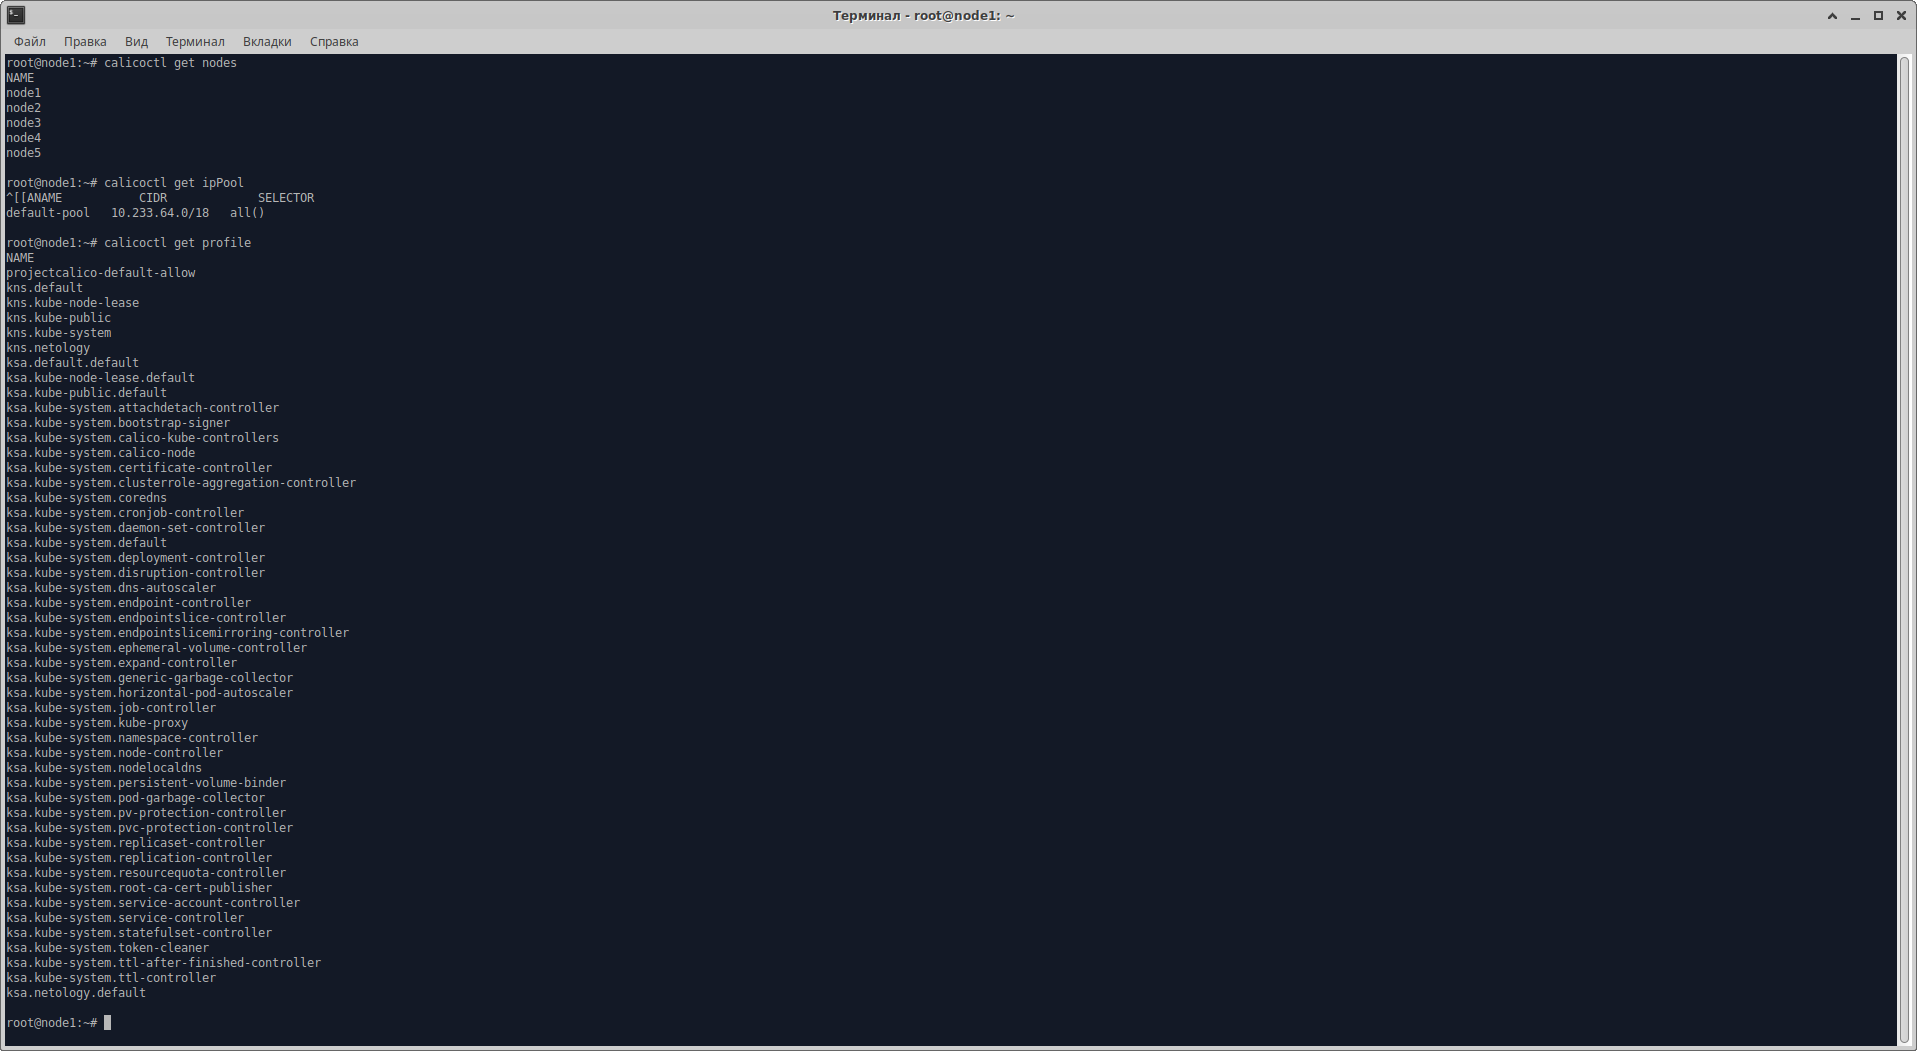 Терминал - root@node1: ~
Файл Правка Вид Терминал Вкладки Справка
root@node1:~# calicoctl get nodes
NAME
node1
node2
node3
node4
node5
root@node1:~# calicoctl get ipPool
^[[ANAME           CIDR             SELECTOR
default-pool   10.233.64.0/18   all()
root@node1:~# calicoctl get profile
NAME
projectcalico-default-allow
kns.default
kns.kube-node-lease
kns.kube-public
kns.kube-system
kns.netology
ksa.default.default
ksa.kube-node-lease.default
ksa.kube-public.default
ksa.kube-system.attachdetach-controller
ksa.kube-system.bootstrap-signer
ksa.kube-system.calico-kube-controllers
ksa.kube-system.calico-node
ksa.kube-system.certificate-controller
ksa.kube-system.clusterrole-aggregation-controller
ksa.kube-system.coredns
ksa.kube-system.cronjob-controller
ksa.kube-system.daemon-set-controller
ksa.kube-system.default
ksa.kube-system.deployment-controller
ksa.kube-system.disruption-controller
ksa.kube-system.dns-autoscaler
ksa.kube-system.endpoint-controller
ksa.kube-system.endpointslice-controller
ksa.kube-system.endpointslicemirroring-controller
ksa.kube-system.ephemeral-volume-controller
ksa.kube-system.expand-controller
ksa.kube-system.generic-garbage-collector
ksa.kube-system.horizontal-pod-autoscaler
ksa.kube-system.job-controller
ksa.kube-system.kube-proxy
ksa.kube-system.namespace-controller
ksa.kube-system.node-controller
ksa.kube-system.nodelocaldns
ksa.kube-system.persistent-volume-binder
ksa.kube-system.pod-garbage-collector
ksa.kube-system.pv-protection-controller
ksa.kube-system.pvc-protection-controller
ksa.kube-system.replicaset-controller
ksa.kube-system.replication-controller
ksa.kube-system.resourcequota-controller
ksa.kube-system.root-ca-cert-publisher
ksa.kube-system.service-account-controller
ksa.kube-system.service-controller
ksa.kube-system.statefulset-controller
ksa.kube-system.token-cleaner
ksa.kube-system.ttl-after-finished-controller
ksa.kube-system.ttl-controller
ksa.netology.default
root@node1:~#